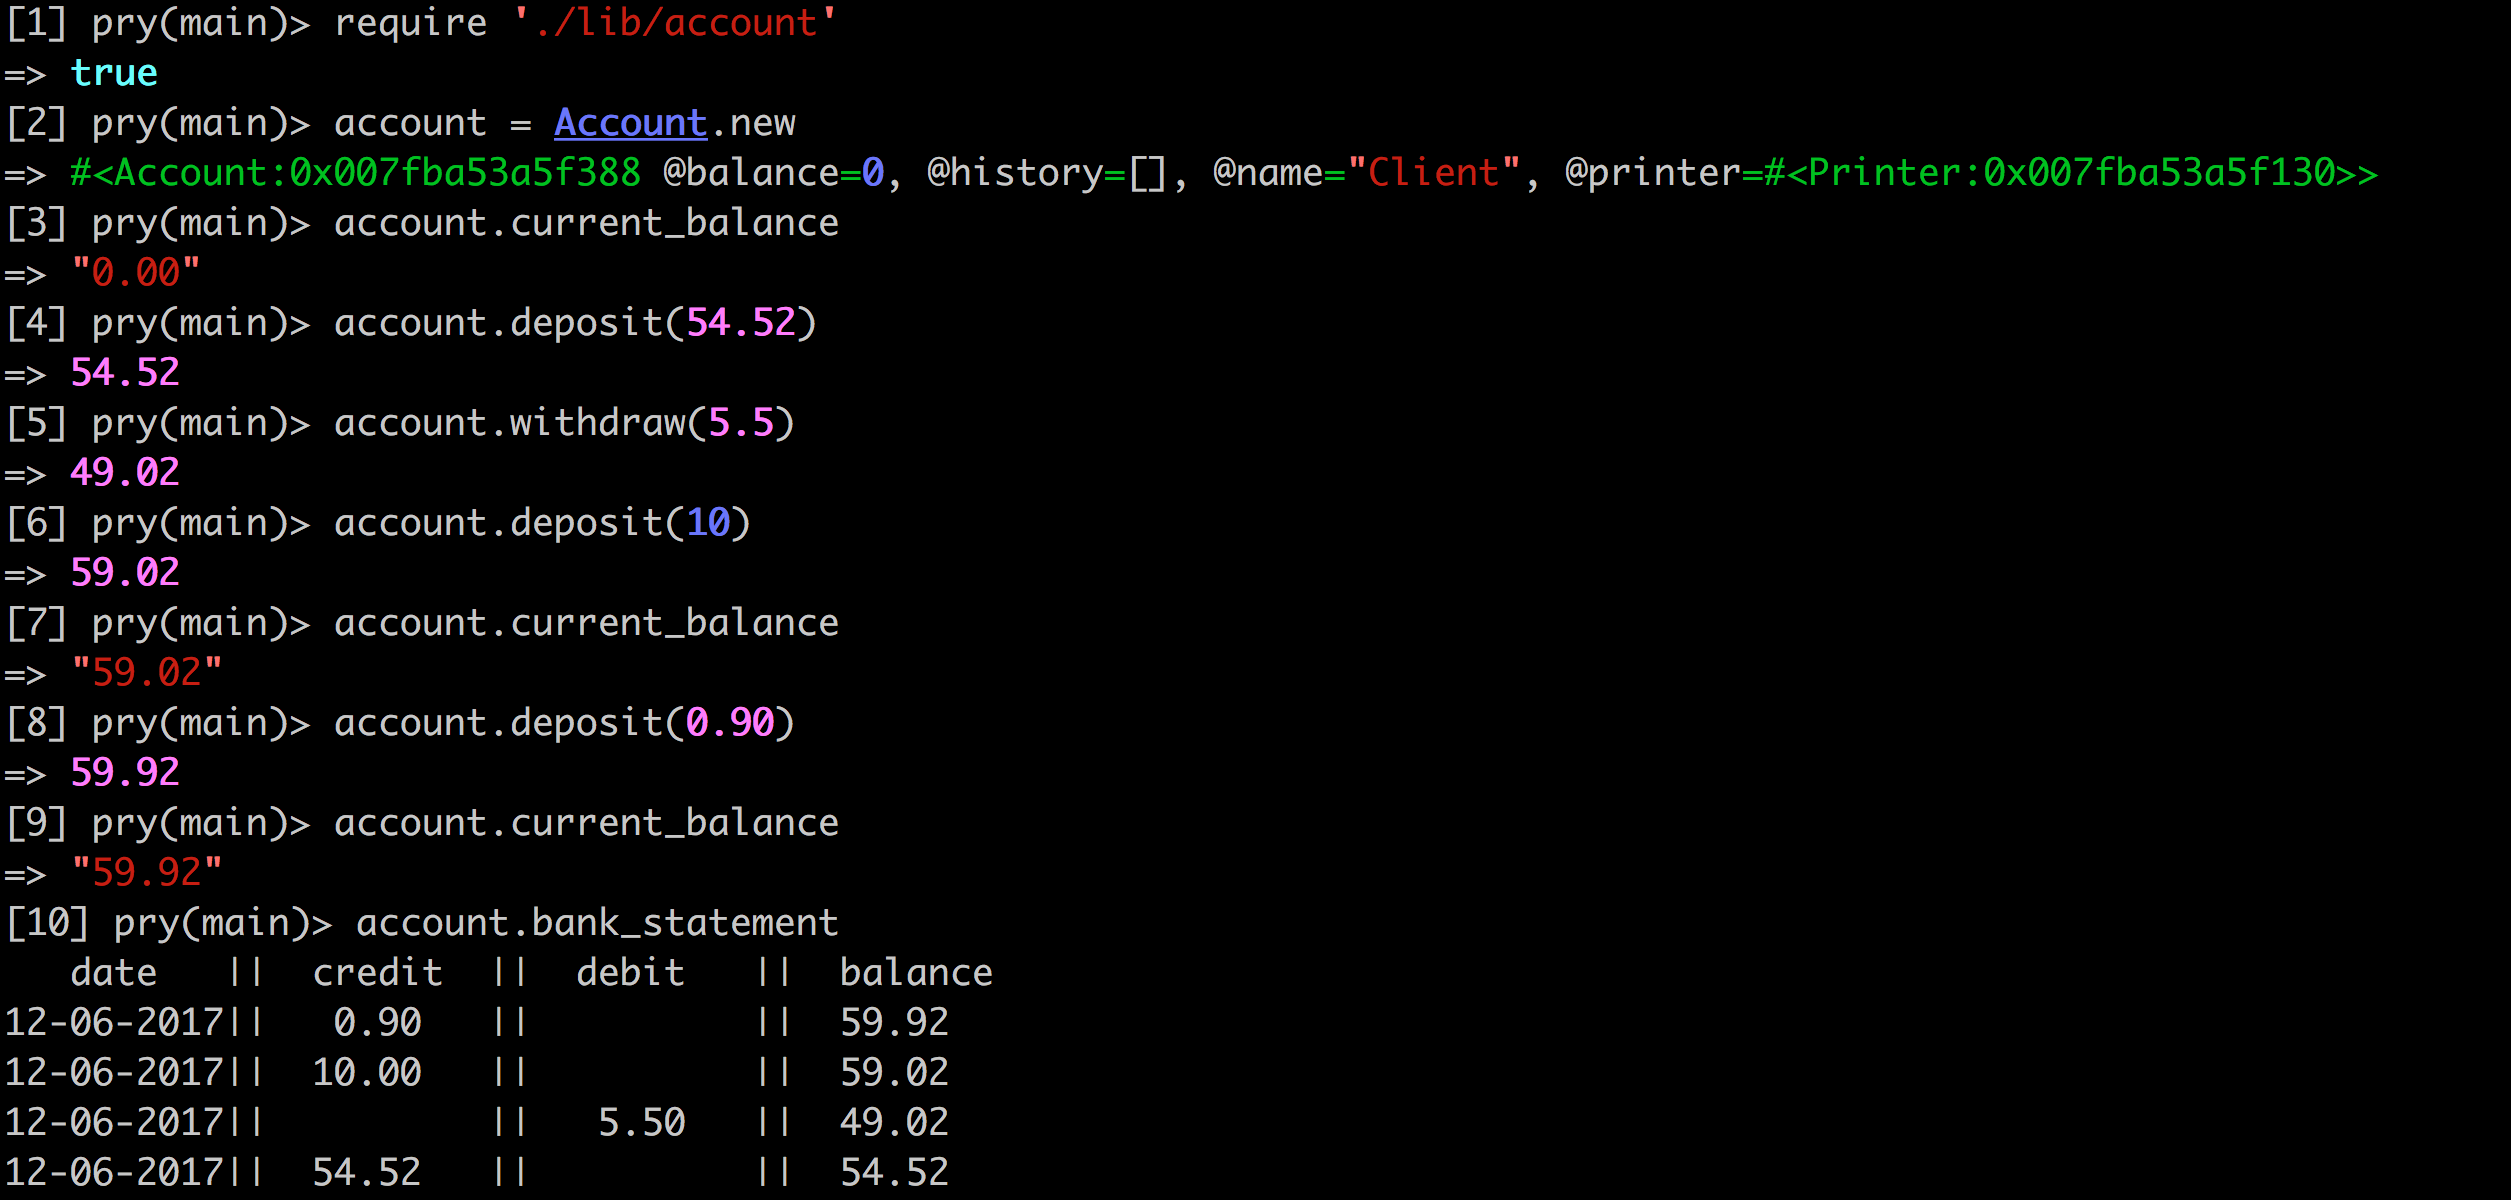 [1] pry(main)> require './lib/account'
=> true
[2] pry(main)> account = Account.new
=> #<Account:0x007fba53a5f388 @balance=0, @history=[], @name="Client", @printer=#<Printer:0x007fba53a5f130>>
[3] pry(main)> account.current_balance
=> "0.00"
[4] pry(main)> account.deposit(54.52)
=> 54.52
[5] pry(main)> account.withdraw(5.5)
=> 49.02
[6] pry(main)> account.deposit(10)
=> 59.02
[7] pry(main)> account.current_balance
=> "59.02"
[8] pry(main)> account.deposit(0.90)
=> 59.92
[9] pry(main)> account.current_balance
=> "59.92"
[10] pry(main)> account.bank_statement
   date   ||  credit  ||  debit   ||  balance
12-06-2017||   0.90   ||          ||  59.92
12-06-2017||  10.00   ||          ||  59.02
12-06-2017||          ||   5.50   ||  49.02
12-06-2017||  54.52   ||          ||  54.52